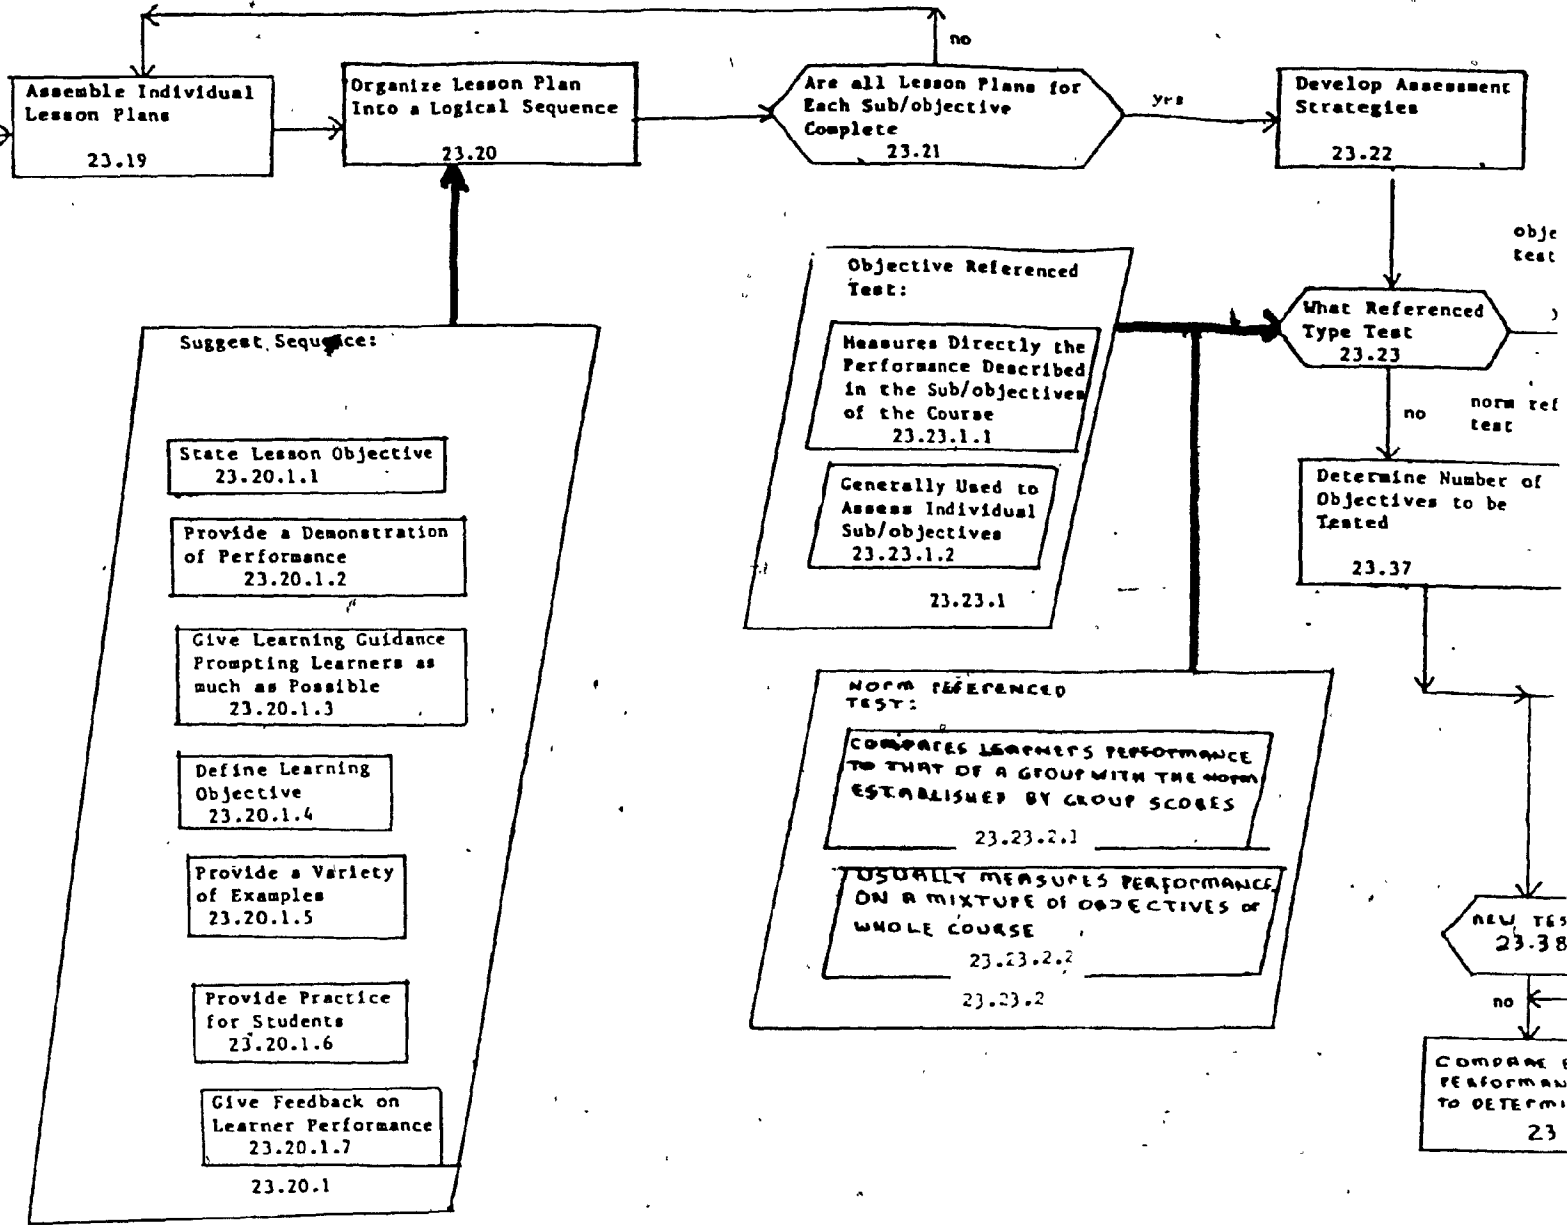 no
Assemble Individual
Lesson Plans
23.19
Organize Lesson Plan
Into a Logical Sequence
23.20
Are all Lesson Plans for
Each Sub/objective
Complete
23.21
yes
Develop Assessment
Strategies
23.22
obje
test
Objective Referenced
Test:
Measures Directly the
Performance Described
in the Sub/objectives
of the Course
23.23.1.1
Generally Used to
Assess Individual
Sub/objectives
23.23.1.2
23.23.1
What Referenced
Type Test
23.23
no
norm ref
test
Determine Number of
Objectives to be
Tested
23.37
Suggest Sequence:
State Lesson Objective
23.20.1.1
Provide a Demonstration
of Performance
23.20.1.2
Give Learning Guidance
Prompting Learners as
much as Possible
23.20.1.3
Define Learning
Objective
23.20.1.4
Provide a Variety
of Examples
23.20.1.5
Provide Practice
for Students
23.20.1.6
Give Feedback on
Learner Performance
23.20.1.7
23.20.1
NORM REFERENCED
TEST:
COMPARES LEARNERS PERFORMANCE
TO THAT OF A GROUP WITH THE NORM
ESTABLISHED BY GROUP SCORES
23.23.2.1
USUALLY MEASURES PERFORMANCE
ON A MIXTURE OF OBJECTIVES OF
WHOLE COURSE
23.23.2.2
23.23.2
NEW TES
23.38
no
COMPARE
PERFORMAN
TO DETERMI
23